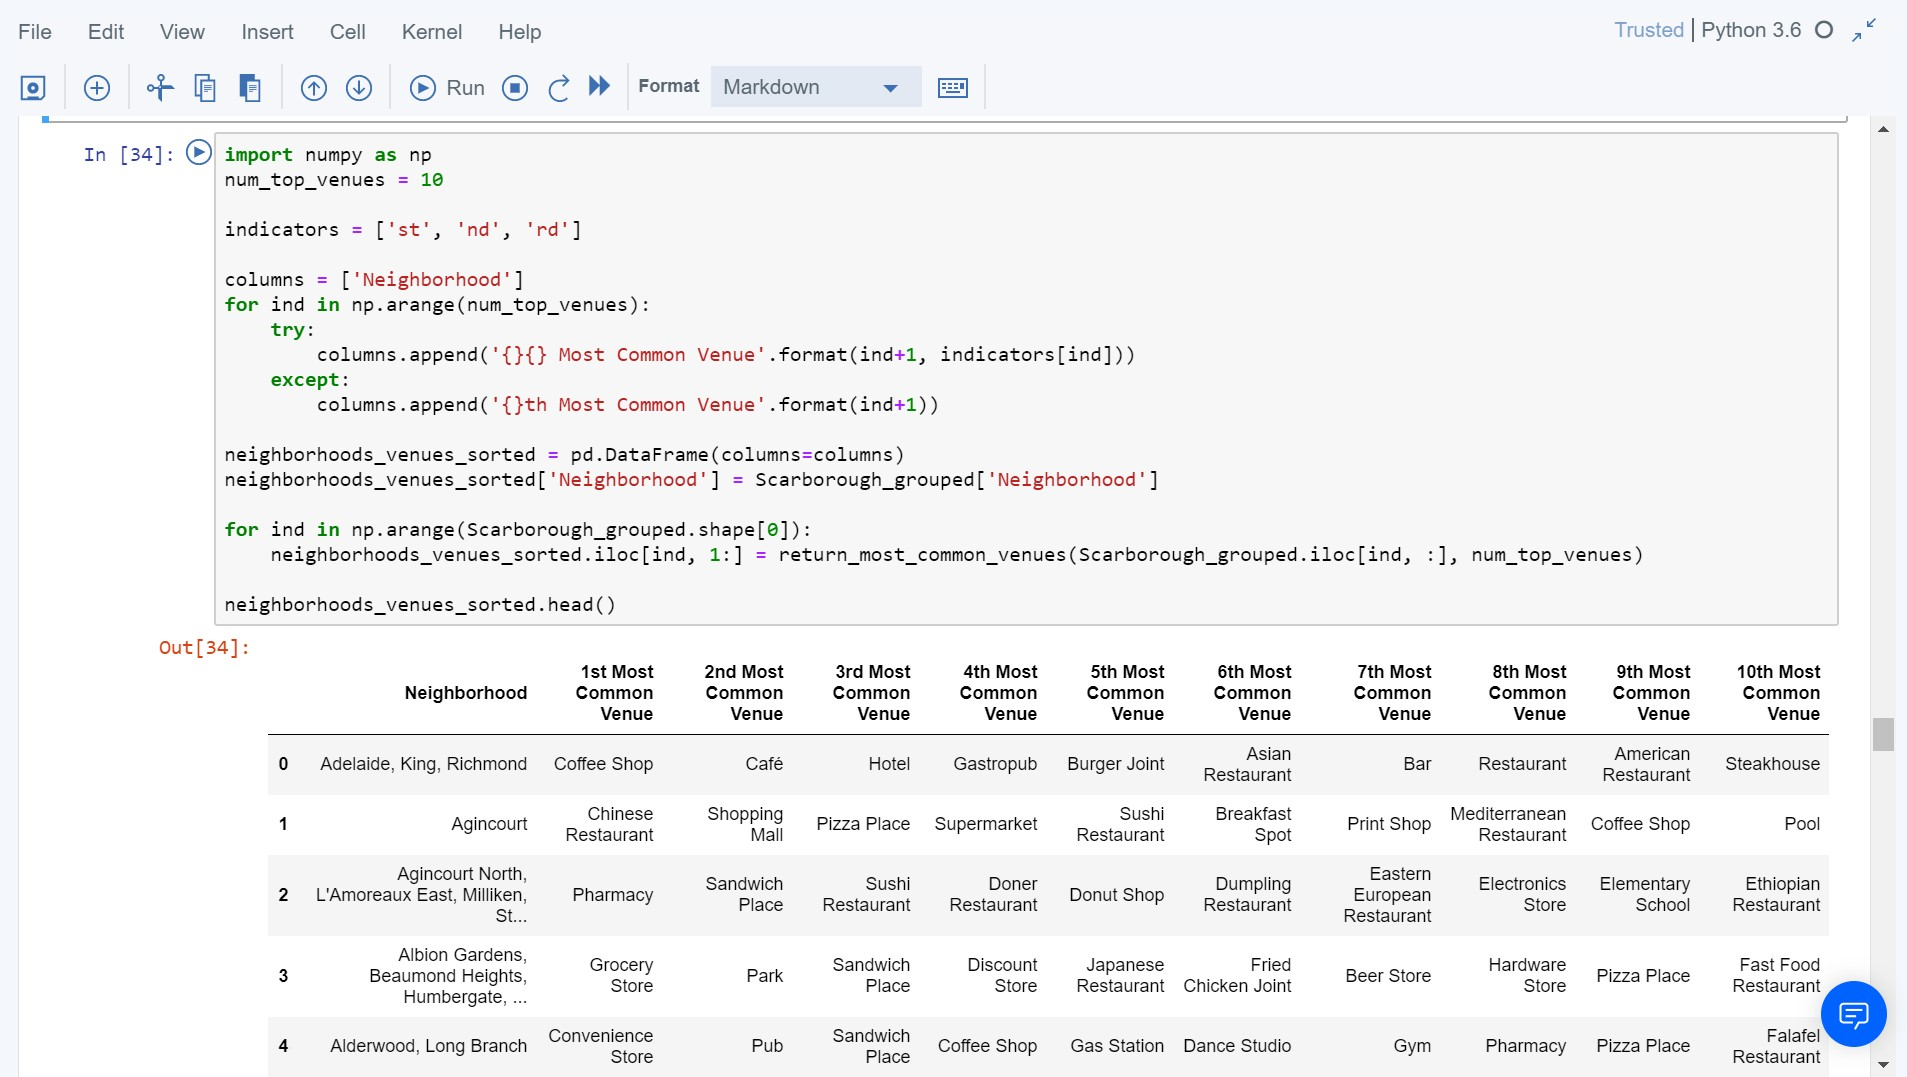 File Edit View Insert Cell Kernel Help Trusted | Python 3.6
Run Format Markdown
In [34]:
import numpy as np
num_top_venues = 10
indicators = ['st', 'nd', 'rd']
columns = ['Neighborhood']
for ind in np.arange(num_top_venues):
    try:
        columns.append('{}{} Most Common Venue'.format(ind+1, indicators[ind]))
    except:
        columns.append('{}th Most Common Venue'.format(ind+1))
neighborhoods_venues_sorted = pd.DataFrame(columns=columns)
neighborhoods_venues_sorted['Neighborhood'] = Scarborough_grouped['Neighborhood']
for ind in np.arange(Scarborough_grouped.shape[0]):
    neighborhoods_venues_sorted.iloc[ind, 1:] = return_most_common_venues(Scarborough_grouped.iloc[ind, :], num_top_venues)
neighborhoods_venues_sorted.head()
Out[34]:
Neighborhood 1st Most Common Venue 2nd Most Common Venue 3rd Most Common Venue 4th Most Common Venue 5th Most Common Venue 6th Most Common Venue 7th Most Common Venue 8th Most Common Venue 9th Most Common Venue 10th Most Common Venue
0 Adelaide, King, Richmond Coffee Shop Café Hotel Gastropub Burger Joint Asian Restaurant Bar Restaurant American Restaurant Steakhouse
1 Agincourt Chinese Restaurant Shopping Mall Pizza Place Supermarket Sushi Restaurant Breakfast Spot Print Shop Mediterranean Restaurant Coffee Shop Pool
2 Agincourt North, L'Amoreaux East, Milliken, St... Pharmacy Sandwich Place Sushi Restaurant Doner Restaurant Donut Shop Dumpling Restaurant Eastern European Restaurant Electronics Store Elementary School Ethiopian Restaurant
3 Albion Gardens, Beaumond Heights, Humbergate, ... Grocery Store Park Sandwich Place Discount Store Japanese Restaurant Fried Chicken Joint Beer Store Hardware Store Pizza Place Fast Food Restaurant
4 Alderwood, Long Branch Convenience Store Pub Sandwich Place Coffee Shop Gas Station Dance Studio Gym Pharmacy Pizza Place Falafel Restaurant